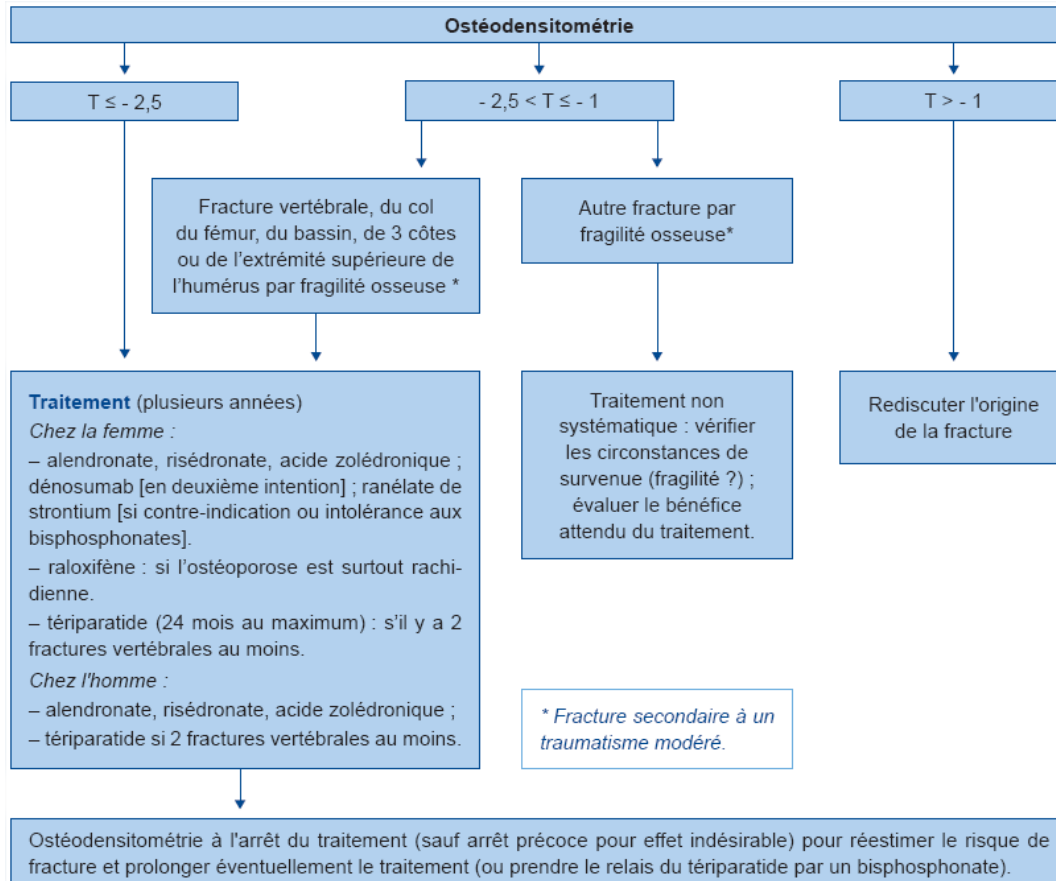 Ostéodensitométrie
T ≤ - 2,5
- 2,5 < T ≤ - 1
T > - 1
Fracture vertébrale, du col
du fémur, du bassin, de 3 côtes
ou de l'extrémité supérieure de
l'humérus par fragilité osseuse *
Autre fracture par
fragilité osseuse*
Traitement (plusieurs années)
Chez la femme :
– alendronate, risédronate, acide zolédronique ;
dénosumab [en deuxième intention] ; ranélate de
strontium [si contre-indication ou intolérance aux
bisphosphonates].
– raloxifène : si l'ostéoporose est surtout rachi-
dienne.
– tériparatide (24 mois au maximum) : s'il y a 2
fractures vertébrales au moins.
Chez l'homme :
– alendronate, risédronate, acide zolédronique ;
– tériparatide si 2 fractures vertébrales au moins.
Traitement non
systématique : vérifier
les circonstances de
survenue (fragilité ?) ;
évaluer le bénéfice
attendu du traitement.
Rediscuter l'origine
de la fracture
* Fracture secondaire à un
traumatisme modéré.
Ostéodensitométrie à l'arrêt du traitement (sauf arrêt précoce pour effet indésirable) pour réestimer le risque de
fracture et prolonger éventuellement le traitement (ou prendre le relais du tériparatide par un bisphosphonate).